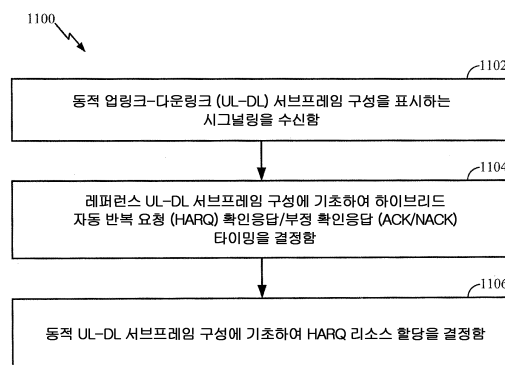 1100
1102
동적 업링크-다운링크 (UL-DL) 서브프레임 구성을 표시하는
시그널링을 수신함
1104
레퍼런스 UL-DL 서브프레임 구성에 기초하여 하이브리드
자동 반복 요청 (HARQ) 확인응답/부정 확인응답 (ACK/NACK)
타이밍을 결정함
1106
동적 UL-DL 서브프레임 구성에 기초하여 HARQ 리소스 할당을 결정함